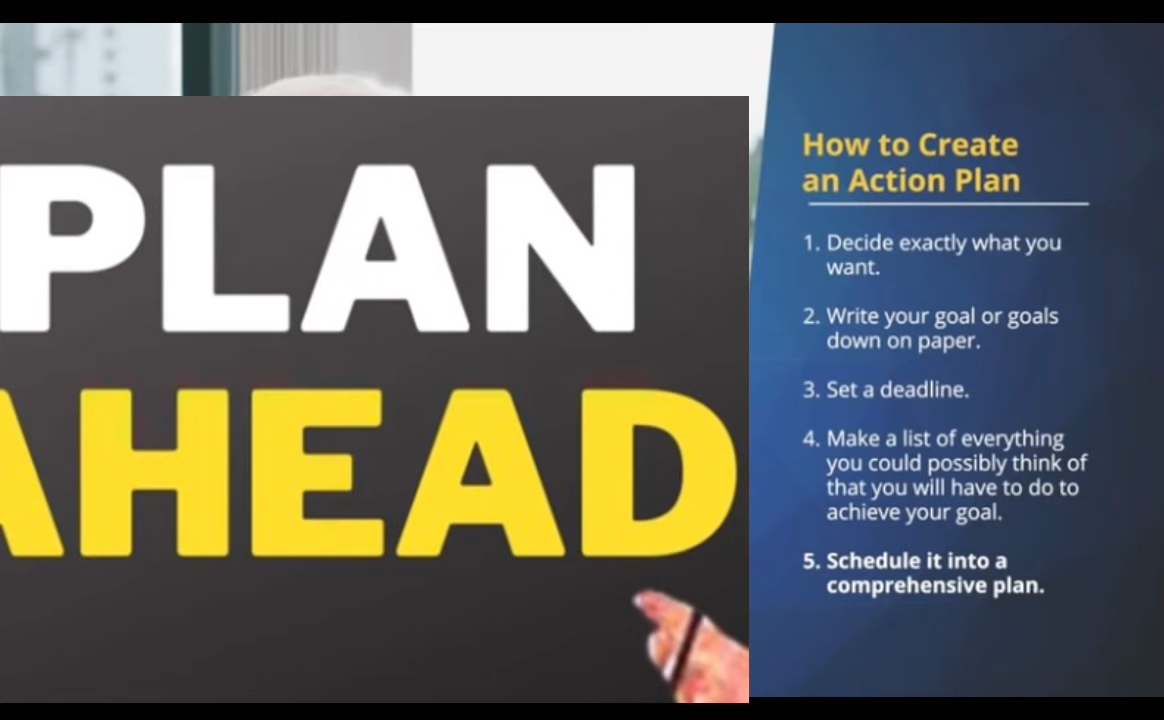 PLAN
AHEAD
How to Create
an Action Plan
1. Decide exactly what you
want.
2. Write your goal or goals
down on paper.
3. Set a deadline.
4. Make a list of everything
you could possibly think of
that you will have to do to
achieve your goal.
5. Schedule it into a
comprehensive plan.